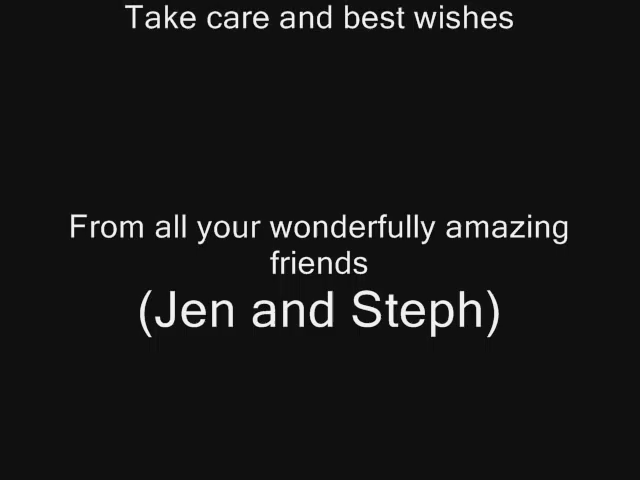 Take care and best wishes
From all your wonderfully amazing
friends
(Jen and Steph)